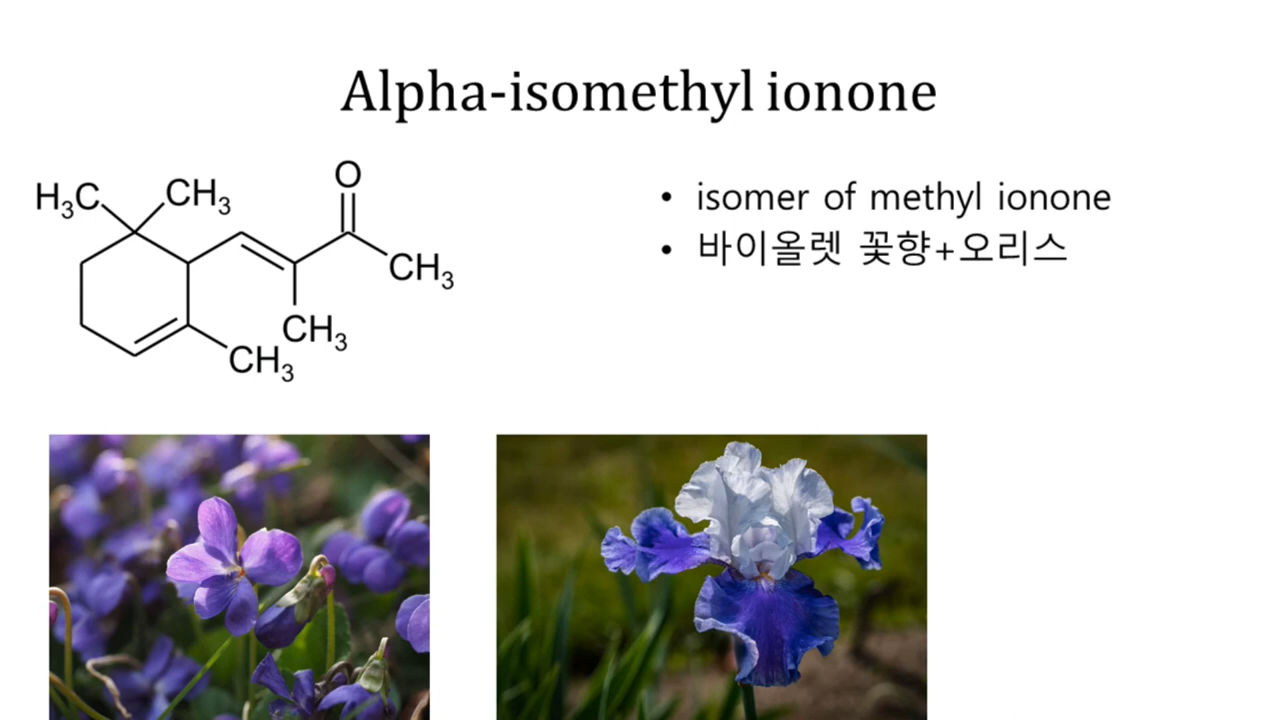 Alpha-isomethyl ionone
O
H3C CH3
CH3
CH3
CH3
• isomer of methyl ionone
• 바이올렛 꽃향+오리스